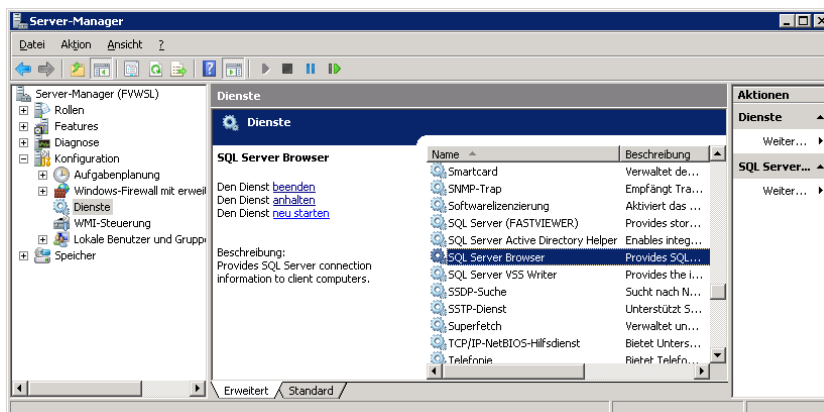 Server-Manager
Datei Aktion Ansicht ?
Server-Manager (FVWSL)
Rollen
Features
Diagnose
Konfiguration
Aufgabenplanung
Windows-Firewall mit erwei
Dienste
WMI-Steuerung
Lokale Benutzer und Grupp
Speicher
Dienste
Dienste
SQL Server Browser
Den Dienst beenden
Den Dienst anhalten
Den Dienst neu starten
Beschreibung:
Provides SQL Server connection
information to client computers.
Name Beschreibung
Smartcard Verwaltet de...
SNMP-Trap Empfängt Tra...
Softwarelizenzierung Aktiviert das ...
SQL Server (FASTVIEWER) Provides stor...
SQL Server Active Directory Helper Enables integ...
SQL Server Browser Provides SQL...
SQL Server VSS Writer Provides the i...
SSDP-Suche Sucht nach N...
SSTP-Dienst Unterstützt S...
Superfetch Verwaltet un...
TCP/IP-NetBIOS-Hilfsdienst Bietet Unters...
Telefonie Bietet Telefo...
Erweitert Standard
Aktionen
Dienste
Weiter...
SQL Server...
Weiter...